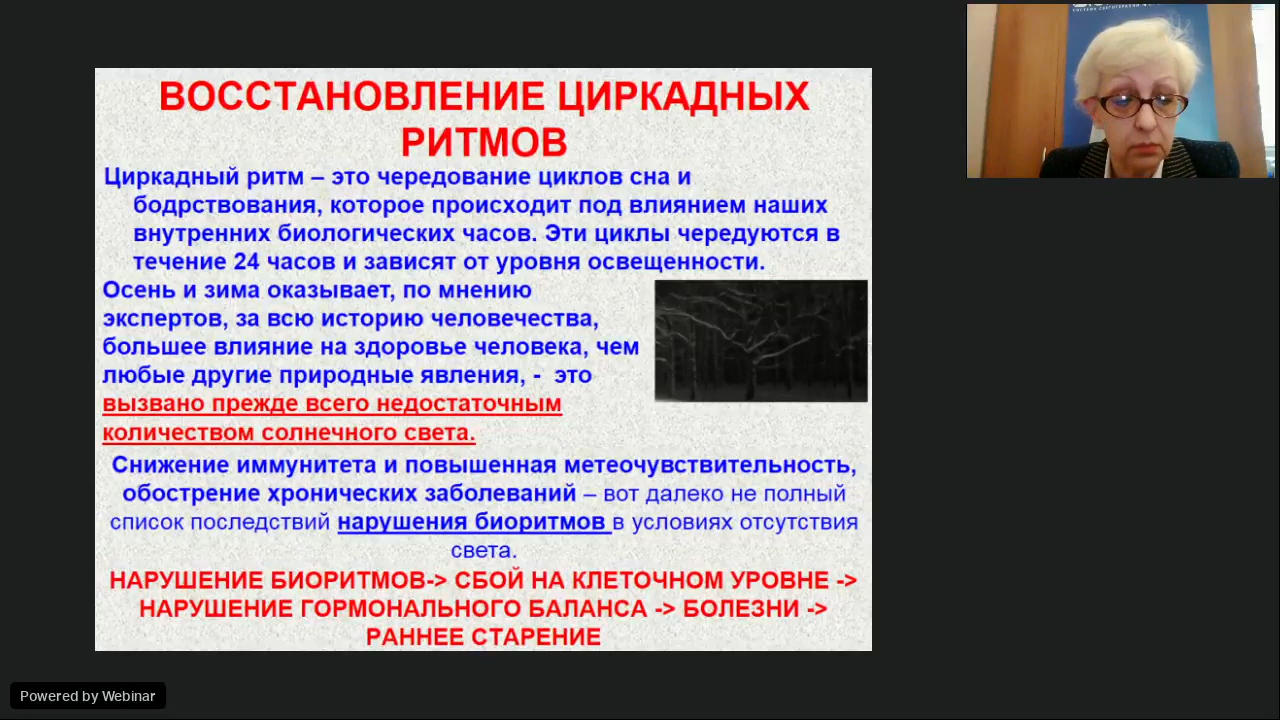 ВОССТАНОВЛЕНИЕ ЦИРКАДНЫХ
РИТМОВ
Циркадный ритм – это чередование циклов сна и
бодрствования, которое происходит под влиянием наших
внутренних биологических часов. Эти циклы чередуются в
течение 24 часов и зависят от уровня освещенности.
Осень и зима оказывает, по мнению
экспертов, за всю историю человечества,
большее влияние на здоровье человека, чем
любые другие природные явления, - это
вызвано прежде всего недостаточным
количеством солнечного света.
Снижение иммунитета и повышенная метеочувствительность,
обострение хронических заболеваний – вот далеко не полный
список последствий нарушения биоритмов в условиях отсутствия
света.
НАРУШЕНИЕ БИОРИТМОВ-> СБОЙ НА КЛЕТОЧНОМ УРОВНЕ ->
НАРУШЕНИЕ ГОРМОНАЛЬНОГО БАЛАНСА -> БОЛЕЗНИ ->
РАННЕЕ СТАРЕНИЕ
Powered by Webinar